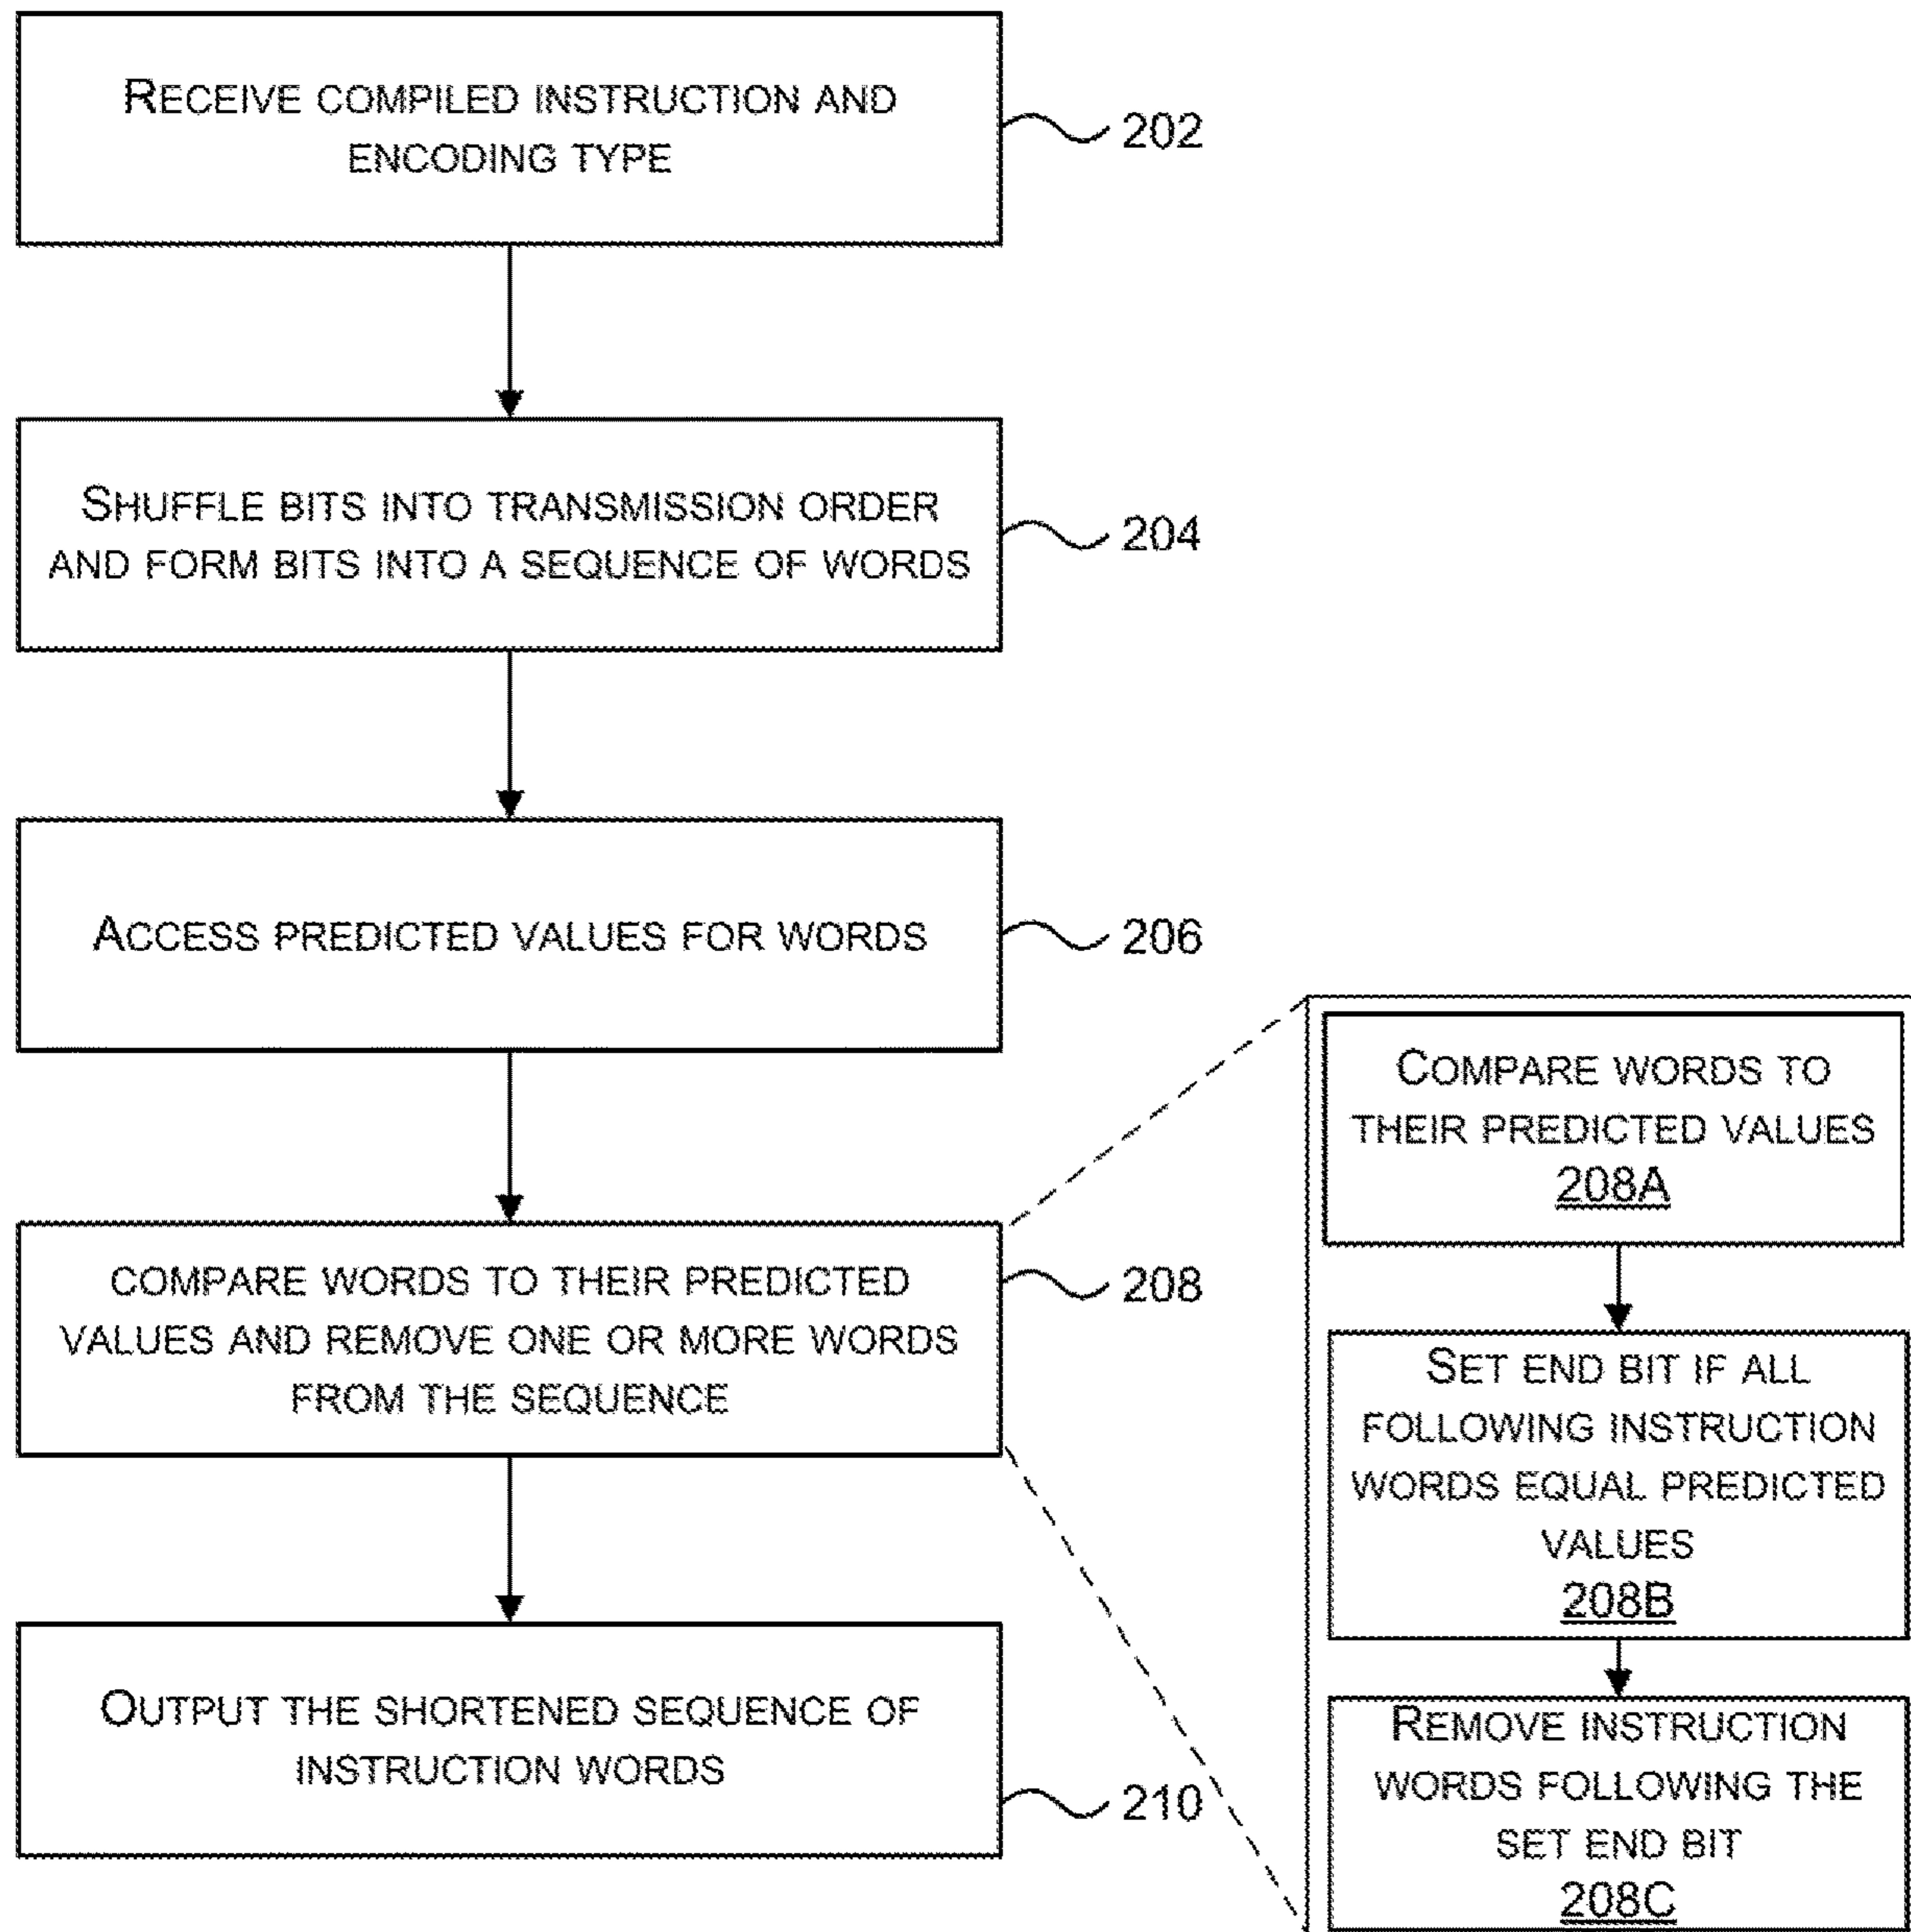 RECEIVE COMPILED INSTRUCTION AND
ENCODING TYPE
202
SHUFFLE BITS INTO TRANSMISSION ORDER
AND FORM BITS INTO A SEQUENCE OF WORDS
204
ACCESS PREDICTED VALUES FOR WORDS
206
COMPARE WORDS TO THEIR PREDICTED
VALUES AND REMOVE ONE OR MORE WORDS
FROM THE SEQUENCE
208
OUTPUT THE SHORTENED SEQUENCE OF
INSTRUCTION WORDS
210
COMPARE WORDS TO
THEIR PREDICTED VALUES
208A
SET END BIT IF ALL
FOLLOWING INSTRUCTION
WORDS EQUAL PREDICTED
VALUES
208B
REMOVE INSTRUCTION
WORDS FOLLOWING THE
SET END BIT
208C